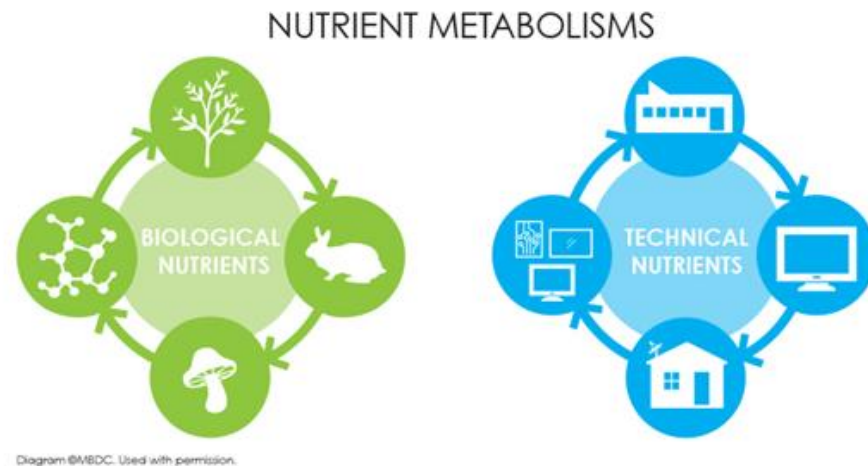 NUTRIENT METABOLISMS
BIOLOGICAL
NUTRIENTS
TECHNICAL
NUTRIENTS
Diagram ©MBDC. Used with permission.